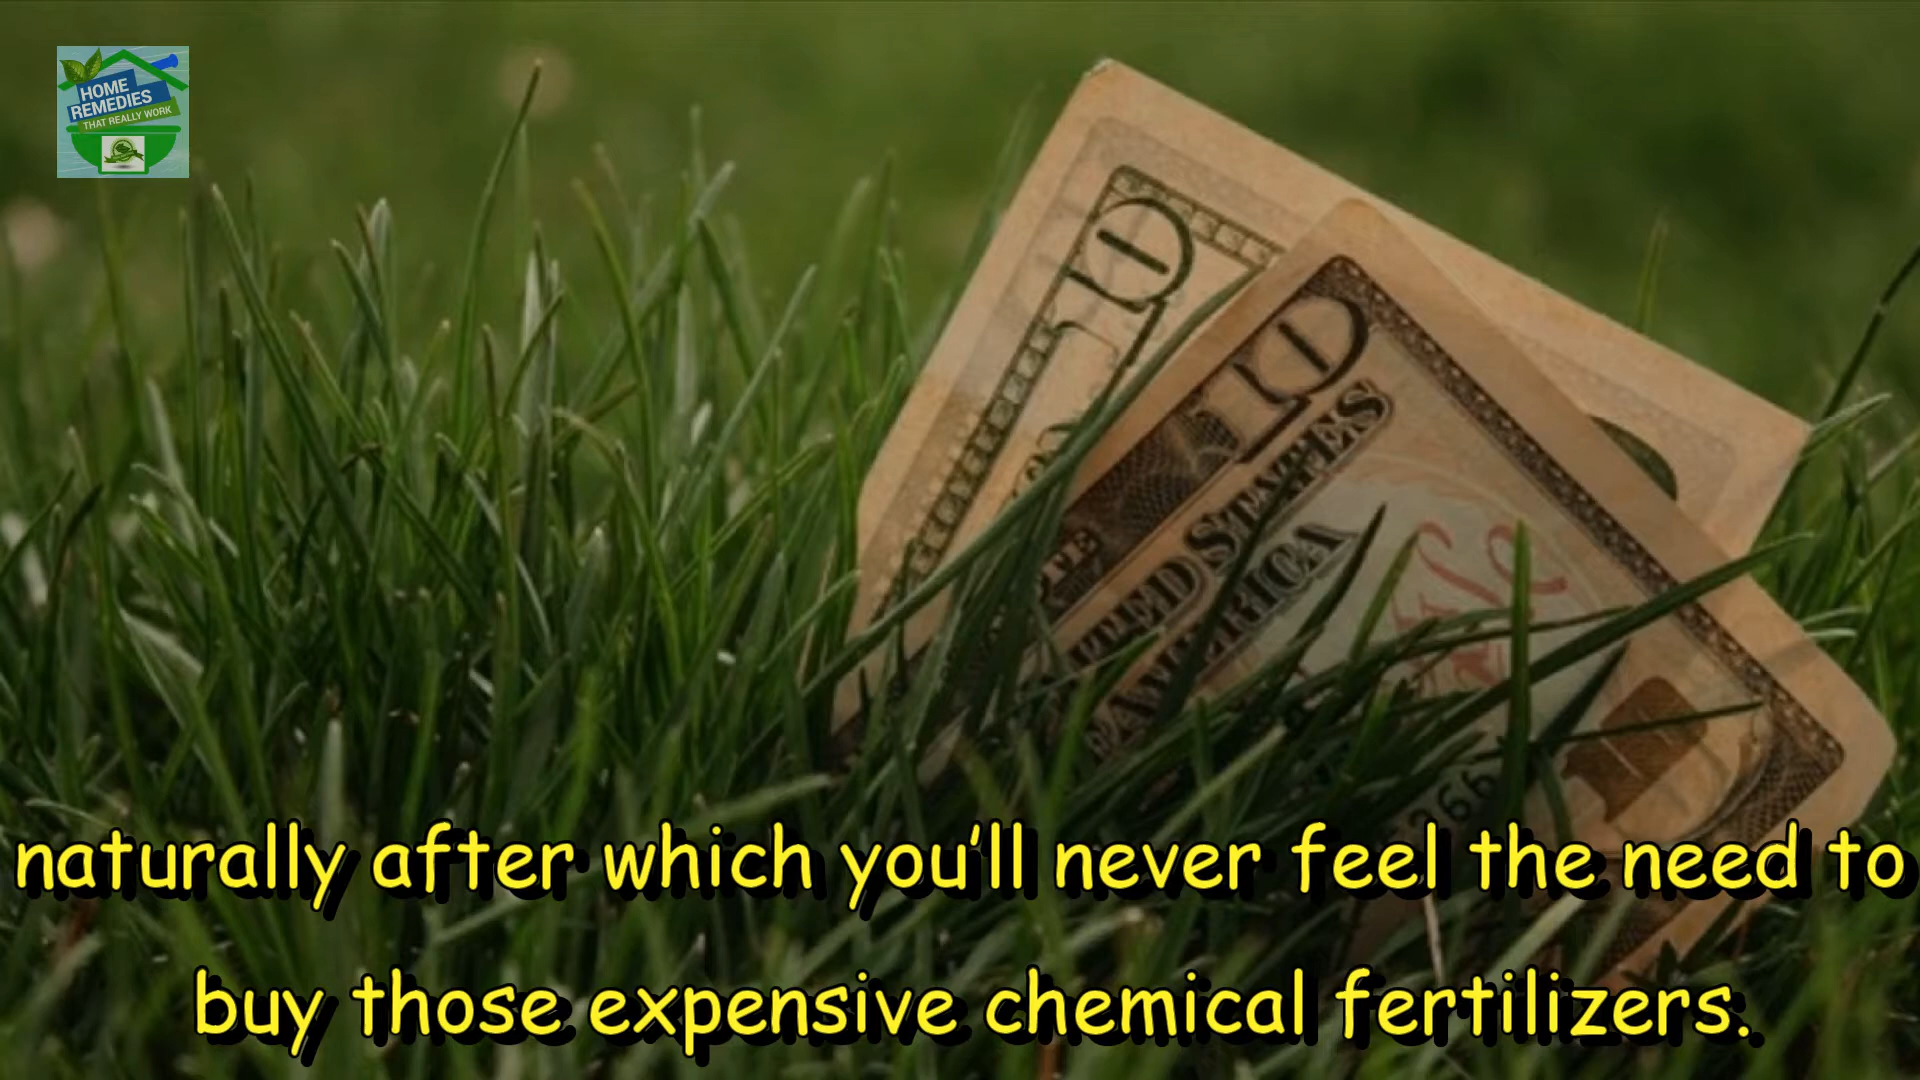 HOME
REMEDIES
THAT REALLY WORK
10
10
UNITED STATES
OF AMERICA
naturally after which you'll never feel the need to
buy those expensive chemical fertilizers.